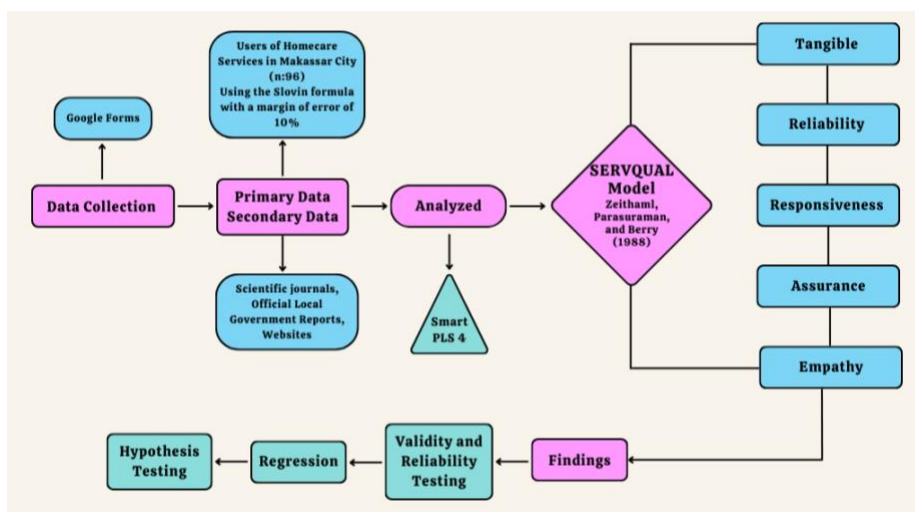 Google Forms
Data Collection
Users of Homecare
Services in Makassar City
(n:96)
Using the Slovin formula
with a margin of error of
10%
Primary Data
Secondary Data
Scientific journals,
Official Local
Government Reports,
Websites
Analyzed
Smart
PLS 4
SERVQUAL
Model
Zeithaml,
Parasuraman,
and Berry
(1988)
Tangible
Reliability
Responsiveness
Assurance
Empathy
Findings
Validity and
Reliability
Testing
Regression
Hypothesis
Testing